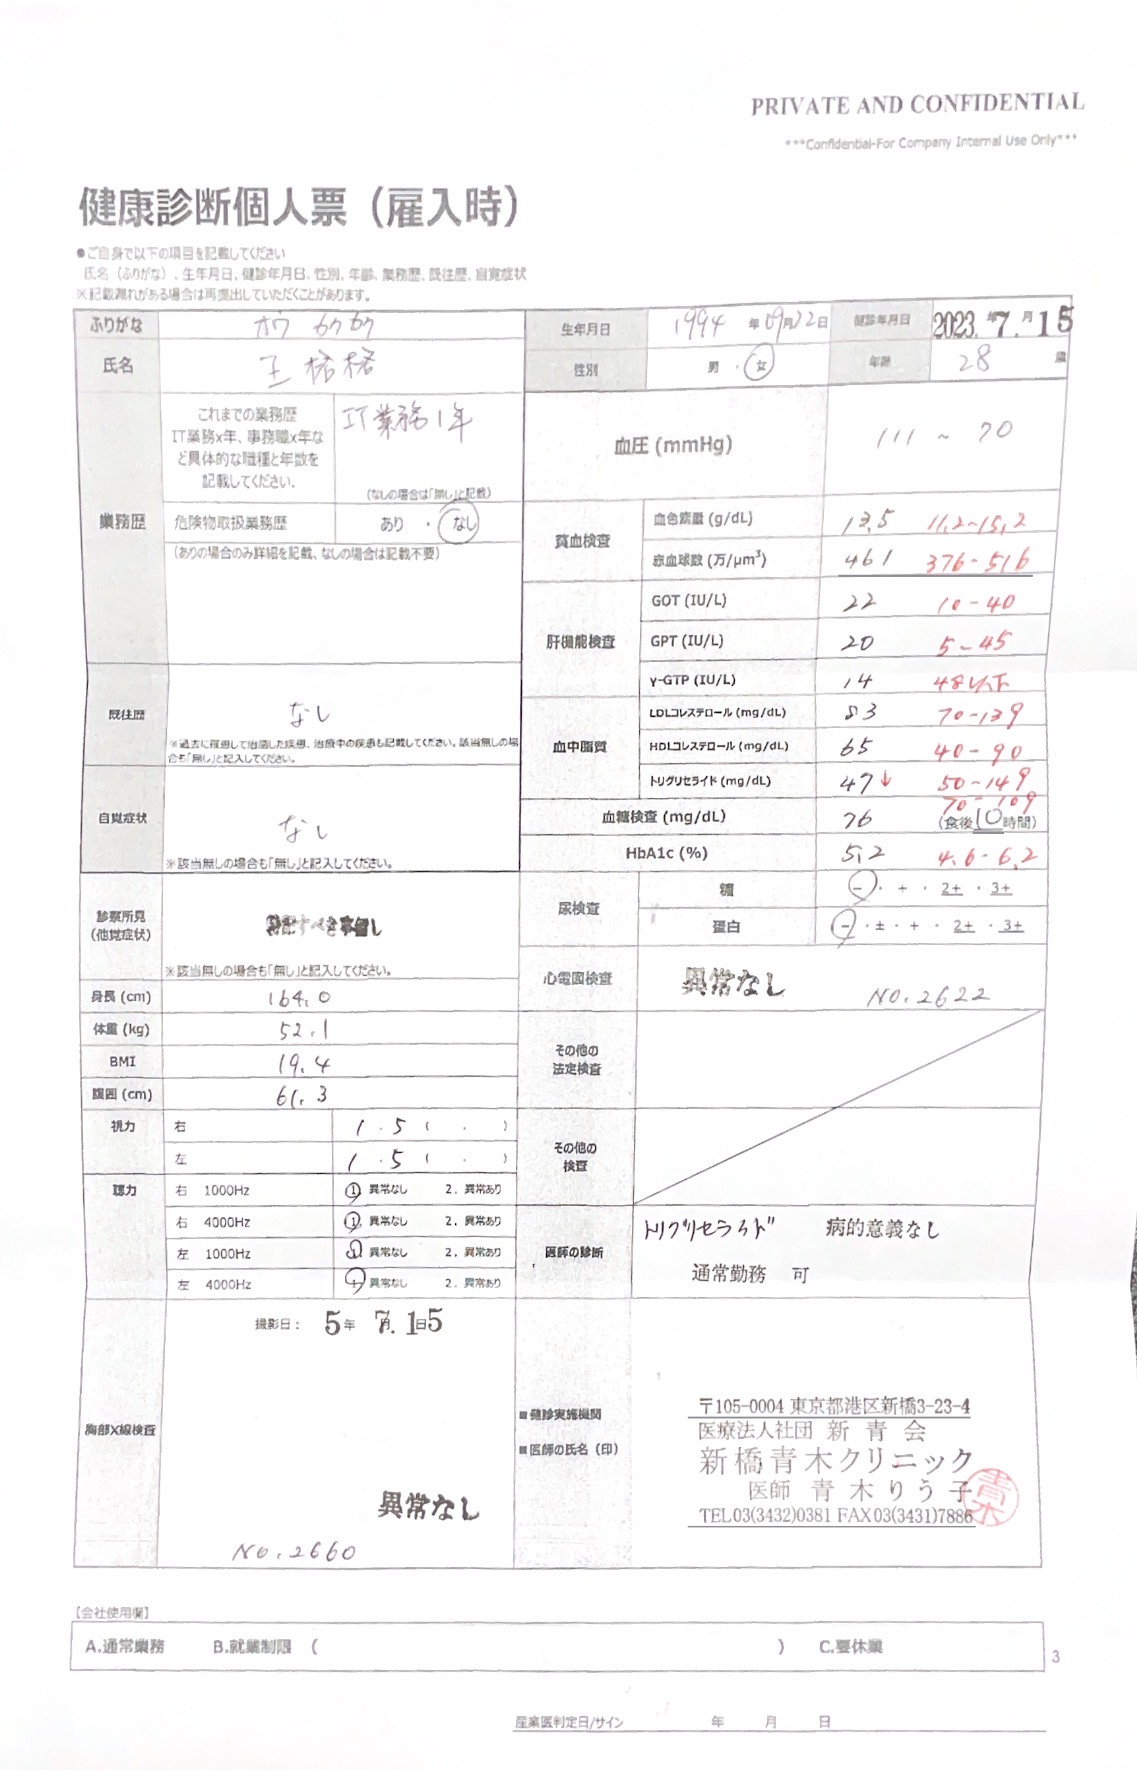 PRIVATE AND CONFIDENTIAL
***Confidential-For Company Internal Use Only***
健康診断個人票（雇入時）
●ご自身で以下の項目を記載してください
氏名（ふりがな）、生年月日、健診年月日、性別、年齢、業務歴、既往歴、自覚症状
※記載漏れがある場合は再提出していただくことがあります。
ふりがな オウ カクカク
生年月日 1994 年 09月22日
健診年月日 2023. 年7. 月15
氏名 王 格格
性別 男 ・ 女
年齢 28 歳
業務歴
これまでの業務歴
IT業務x年、事務職x年な
ど具体的な職種と年数を
記載してください。
IT業務1年
(なしの場合は「無し」と記載)
危険物取扱業務歴 あり ・ なし
(ありの場合のみ詳細を記載、なしの場合は記載不要)
既往歴 なし
※過去に罹患して治癒した疾患、治療中の疾患も記載してください。該当無しの場
合も「無し」と記入してください。
自覚症状 なし
※該当無しの場合も「無し」と記入してください。
診察所見
(他覚症状)
特記すべき事無し
※該当無しの場合も「無し」と記入してください。
身長 (cm) 164.0
体重 (kg) 52.1
BMI 19.4
腹囲 (cm) 61.3
視力 右 1.5 ( . )
左 1.5 ( . )
聴力 右 1000Hz 1 異常なし 2. 異常あり
右 4000Hz 1 異常なし 2. 異常あり
左 1000Hz 1 異常なし 2. 異常あり
左 4000Hz 1 異常なし 2. 異常あり
胸部X線検査
撮影日： 5年 7.月 15日
異常なし
No.2660
血圧 (mmHg) 111 ~ 70
貧血検査 血色素量 (g/dL) 13.5 11.2~15.2
赤血球数 (万/μm³) 461 376-516
肝機能検査 GOT (IU/L) 22 10-40
GPT (IU/L) 20 5-45
γ-GTP (IU/L) 14 48以下
血中脂質 LDLコレステロール (mg/dL) 83 70-139
HDLコレステロール (mg/dL) 65 40-90
トリグリセライド (mg/dL) 47↓ 50-149
血糖検査 (mg/dL) 76 70-109
(食後10時間)
HbA1c (%) 5.2 4.6-6.2
尿検査 糖 - ・ + ・ 2+ ・ 3+
蛋白 - ・ ± ・ + ・ 2+ ・ 3+
心電図検査 異常なし No.2622
その他の
法定検査
その他の
検査
医師の診断
トリグリセライド 病的意義なし
通常勤務 可
■健診実施機関
■医師の氏名（印）
〒105-0004 東京都港区新橋3-23-4
医療法人社団 新青会
新橋青木クリニック
医師 青木りう子
青木
TEL03(3432)0381 FAX03(3431)7886
【会社使用欄】
A.通常業務 B.就業制限 ( ) C.要休業
3
産業医判定日/サイン 年 月 日